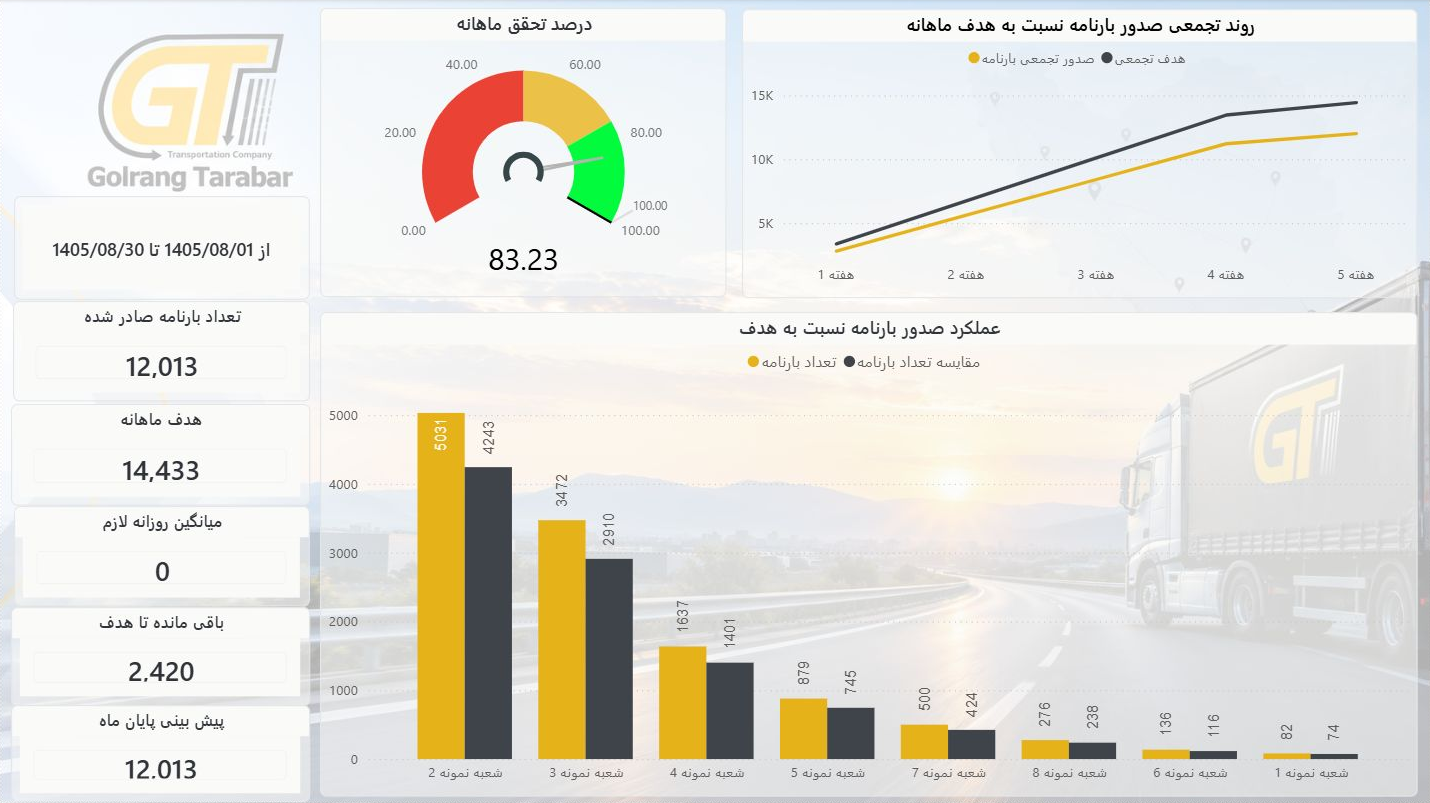 GT
Transportation Company
Golrang Tarabar
از 1405/08/01 تا 1405/08/30
تعداد بارنامه صادر شده
12,013
هدف ماهانه
14,433
میانگین روزانه لازم
0
باقی مانده تا هدف
2,420
پیش بینی پایان ماه
12,013
درصد تحقق ماهانه
0.00
20.00
40.00
60.00
80.00
100.00
100.00
83.23
روند تجمعی صدور بارنامه نسبت به هدف ماهانه
هدف تجمعی صدور تجمعی بارنامه
15K
10K
5K
هفته 1 هفته 2 هفته 3 هفته 4 هفته 5
عملکرد صدور بارنامه نسبت به هدف
مقایسه تعداد بارنامه تعداد بارنامه
5000
4000
3000
2000
1000
0
5031 4243
3472 2910
1637 1401
879 745
500 424
276 238
136 116
82 74
شعبه نمونه 2
شعبه نمونه 3
شعبه نمونه 4
شعبه نمونه 5
شعبه نمونه 7
شعبه نمونه 8
شعبه نمونه 6
شعبه نمونه 1
GT